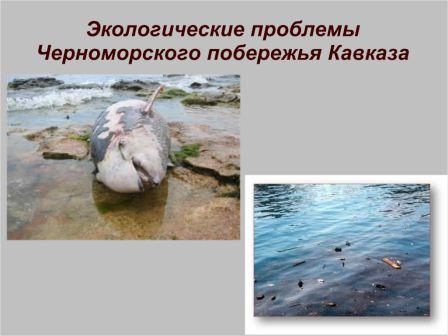 Экологические проблемы
Черноморского побережья Кавказа